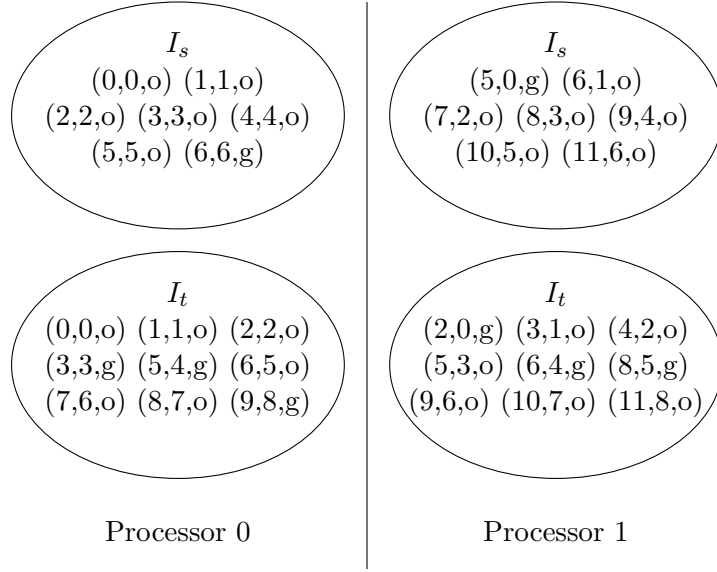 I_s
(0,0,o) (1,1,o)
(2,2,o) (3,3,o) (4,4,o)
(5,5,o) (6,6,g)
I_s
(5,0,g) (6,1,o)
(7,2,o) (8,3,o) (9,4,o)
(10,5,o) (11,6,o)
I_t
(0,0,o) (1,1,o) (2,2,o)
(3,3,g) (5,4,g) (6,5,o)
(7,6,o) (8,7,o) (9,8,g)
I_t
(2,0,g) (3,1,o) (4,2,o)
(5,3,o) (6,4,g) (8,5,g)
(9,6,o) (10,7,o) (11,8,o)
Processor 0
Processor 1